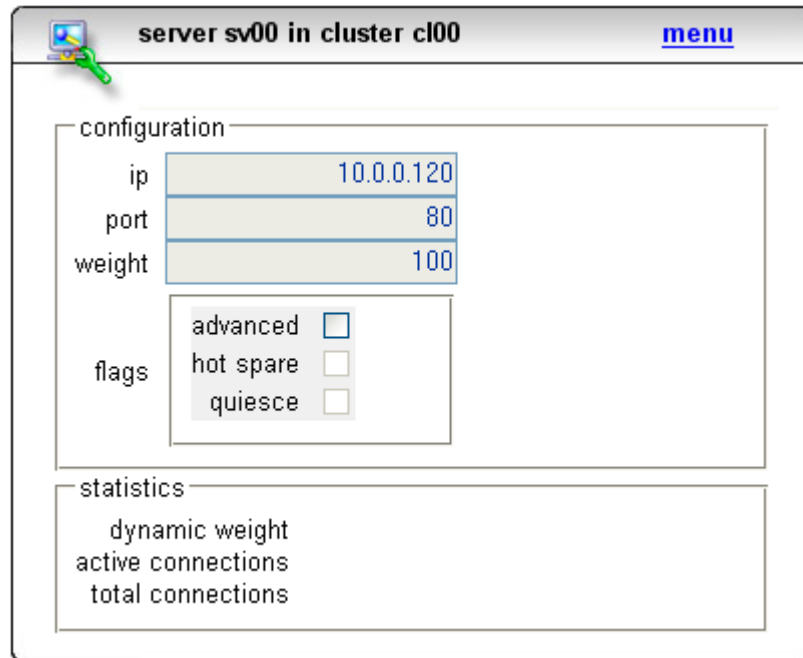 server sv00 in cluster cl00 menu
configuration
ip 10.0.0.120
port 80
weight 100
advanced
flags hot spare
quiesce
statistics
dynamic weight
active connections
total connections